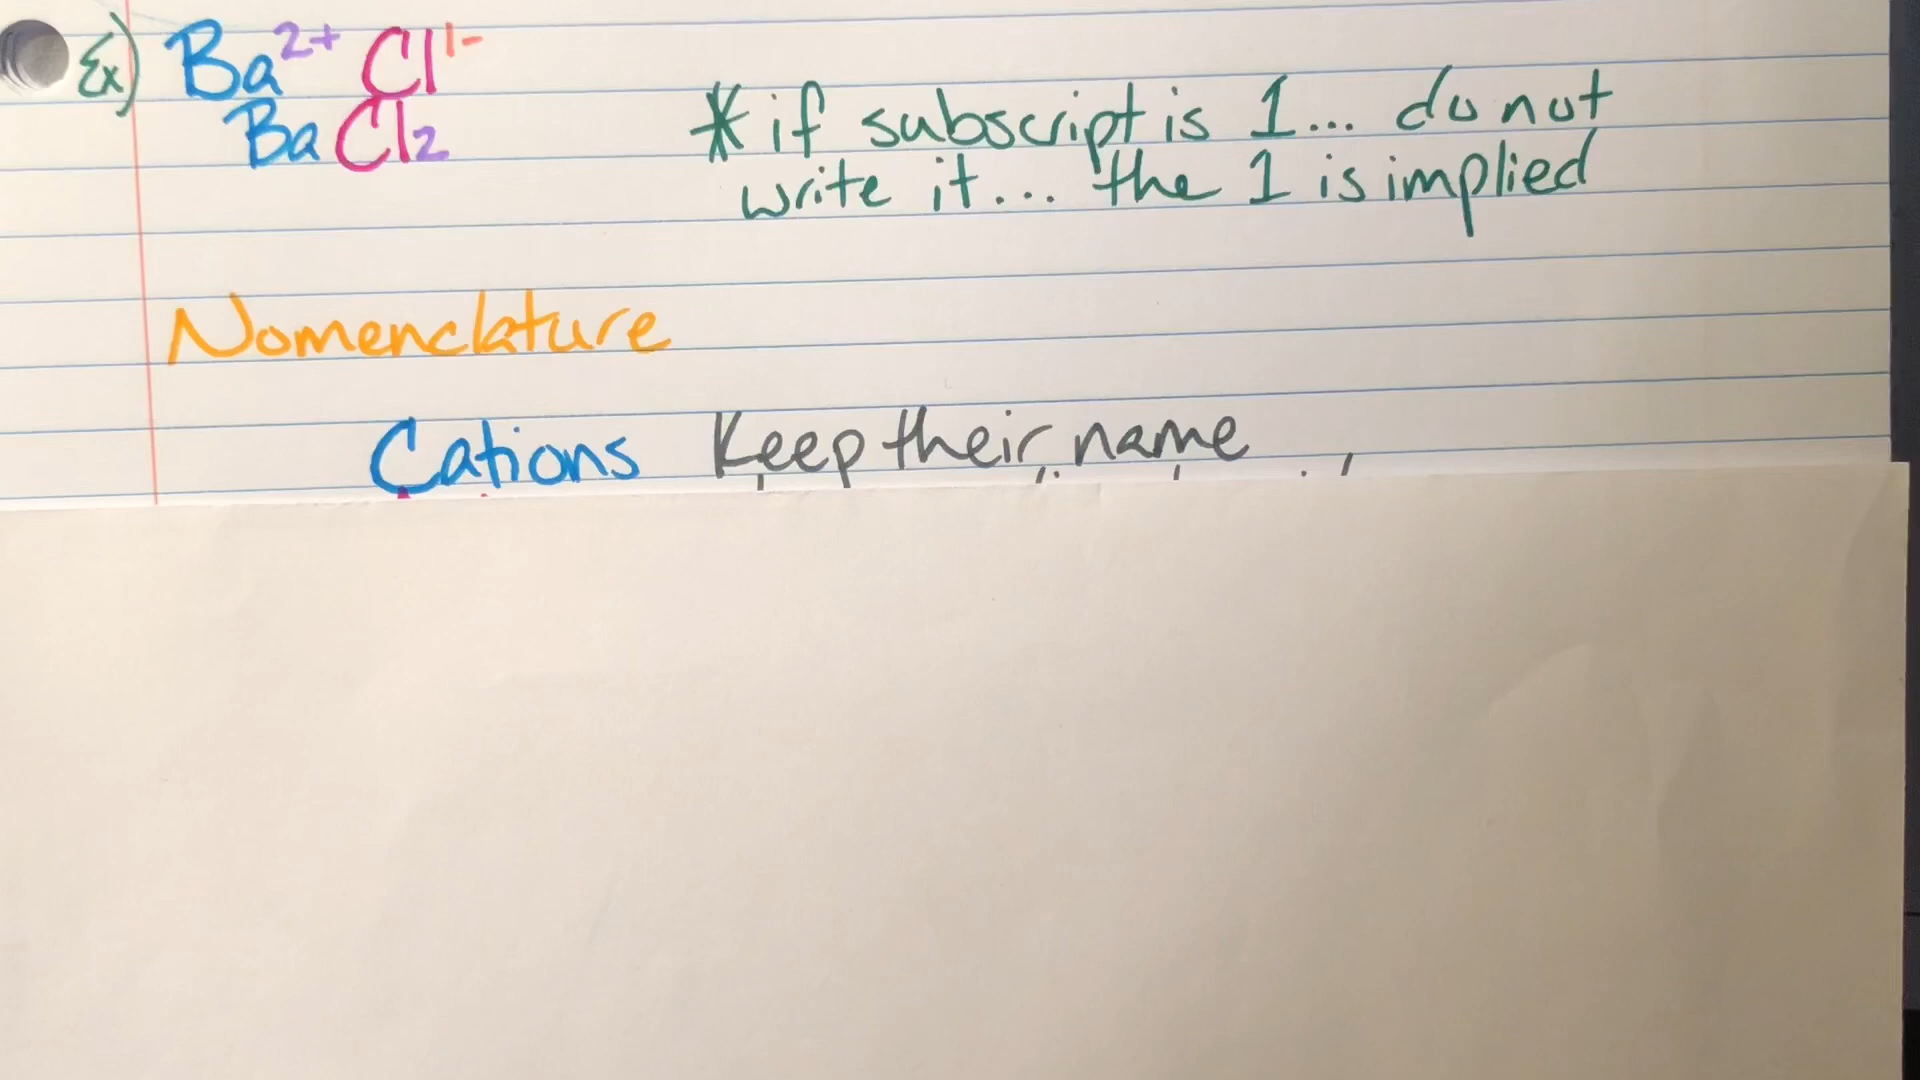 Ex) Ba²⁺ Cl¹⁻
BaCl₂
* if subscript is 1... do not
write it... the 1 is implied
Nomenclature
Cations Keep their name